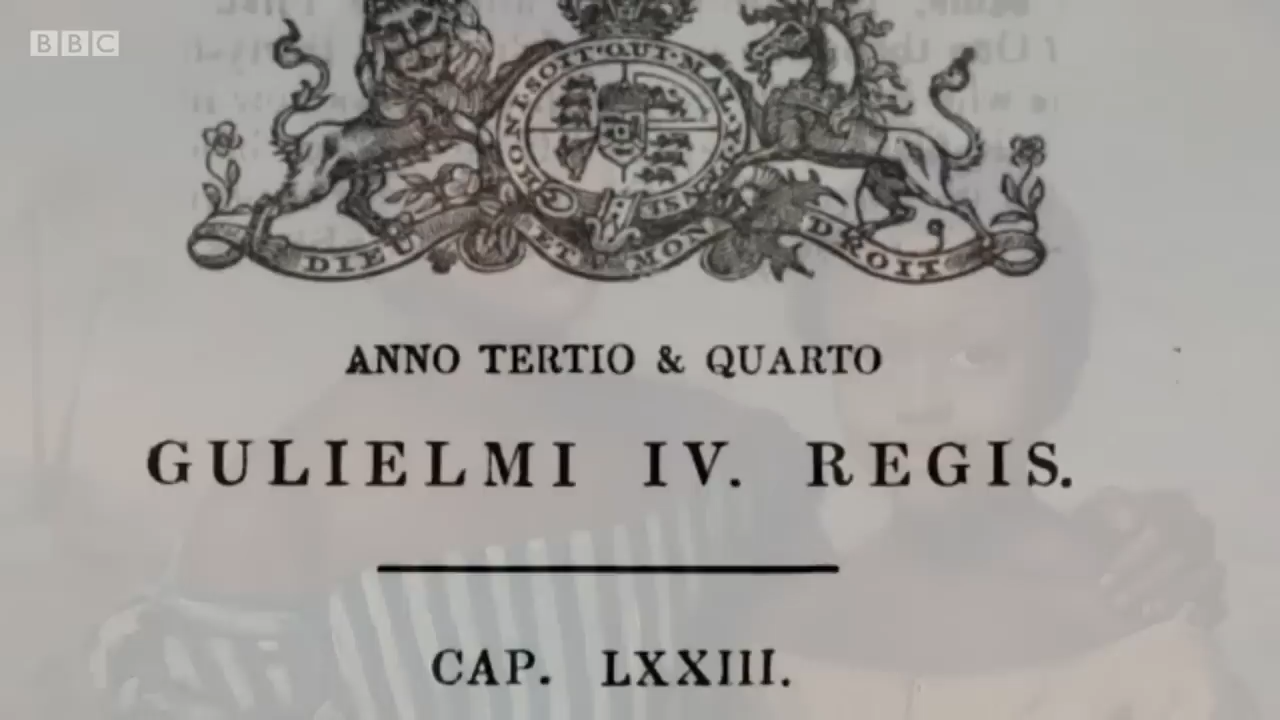 BBC
HONI·SOIT·QUI·MAL·Y·PENSE
DIEU ET MON DROIT
ANNO TERTIO & QUARTO
GULIELMI IV. REGIS.
CAP. LXXIII.